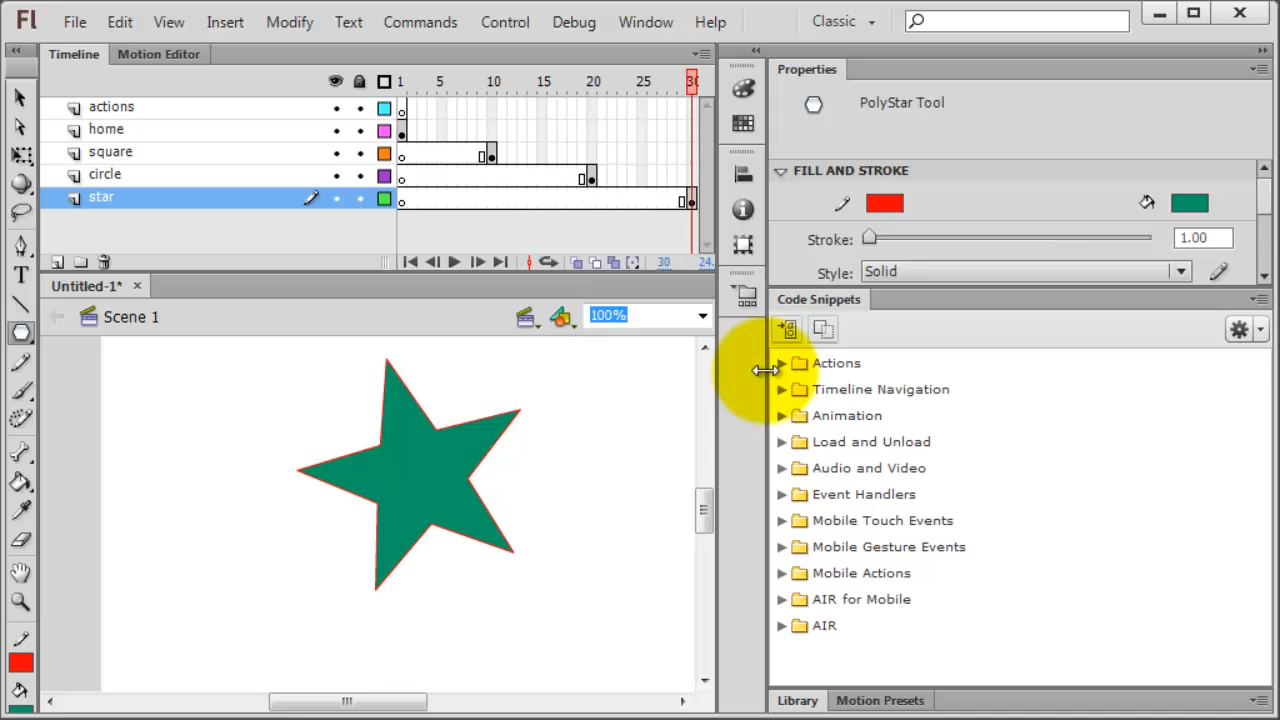 Fl File Edit View Insert Modify Text Commands Control Debug Window Help Classic
Timeline Motion Editor
1 5 10 15 20 25 30
actions
home
square
circle
star
30 24.
Untitled-1*
Scene 1
100%
Properties
PolyStar Tool
FILL AND STROKE
Stroke: 1.00
Style: Solid
Code Snippets
Actions
Timeline Navigation
Animation
Load and Unload
Audio and Video
Event Handlers
Mobile Touch Events
Mobile Gesture Events
Mobile Actions
AIR for Mobile
AIR
Library Motion Presets